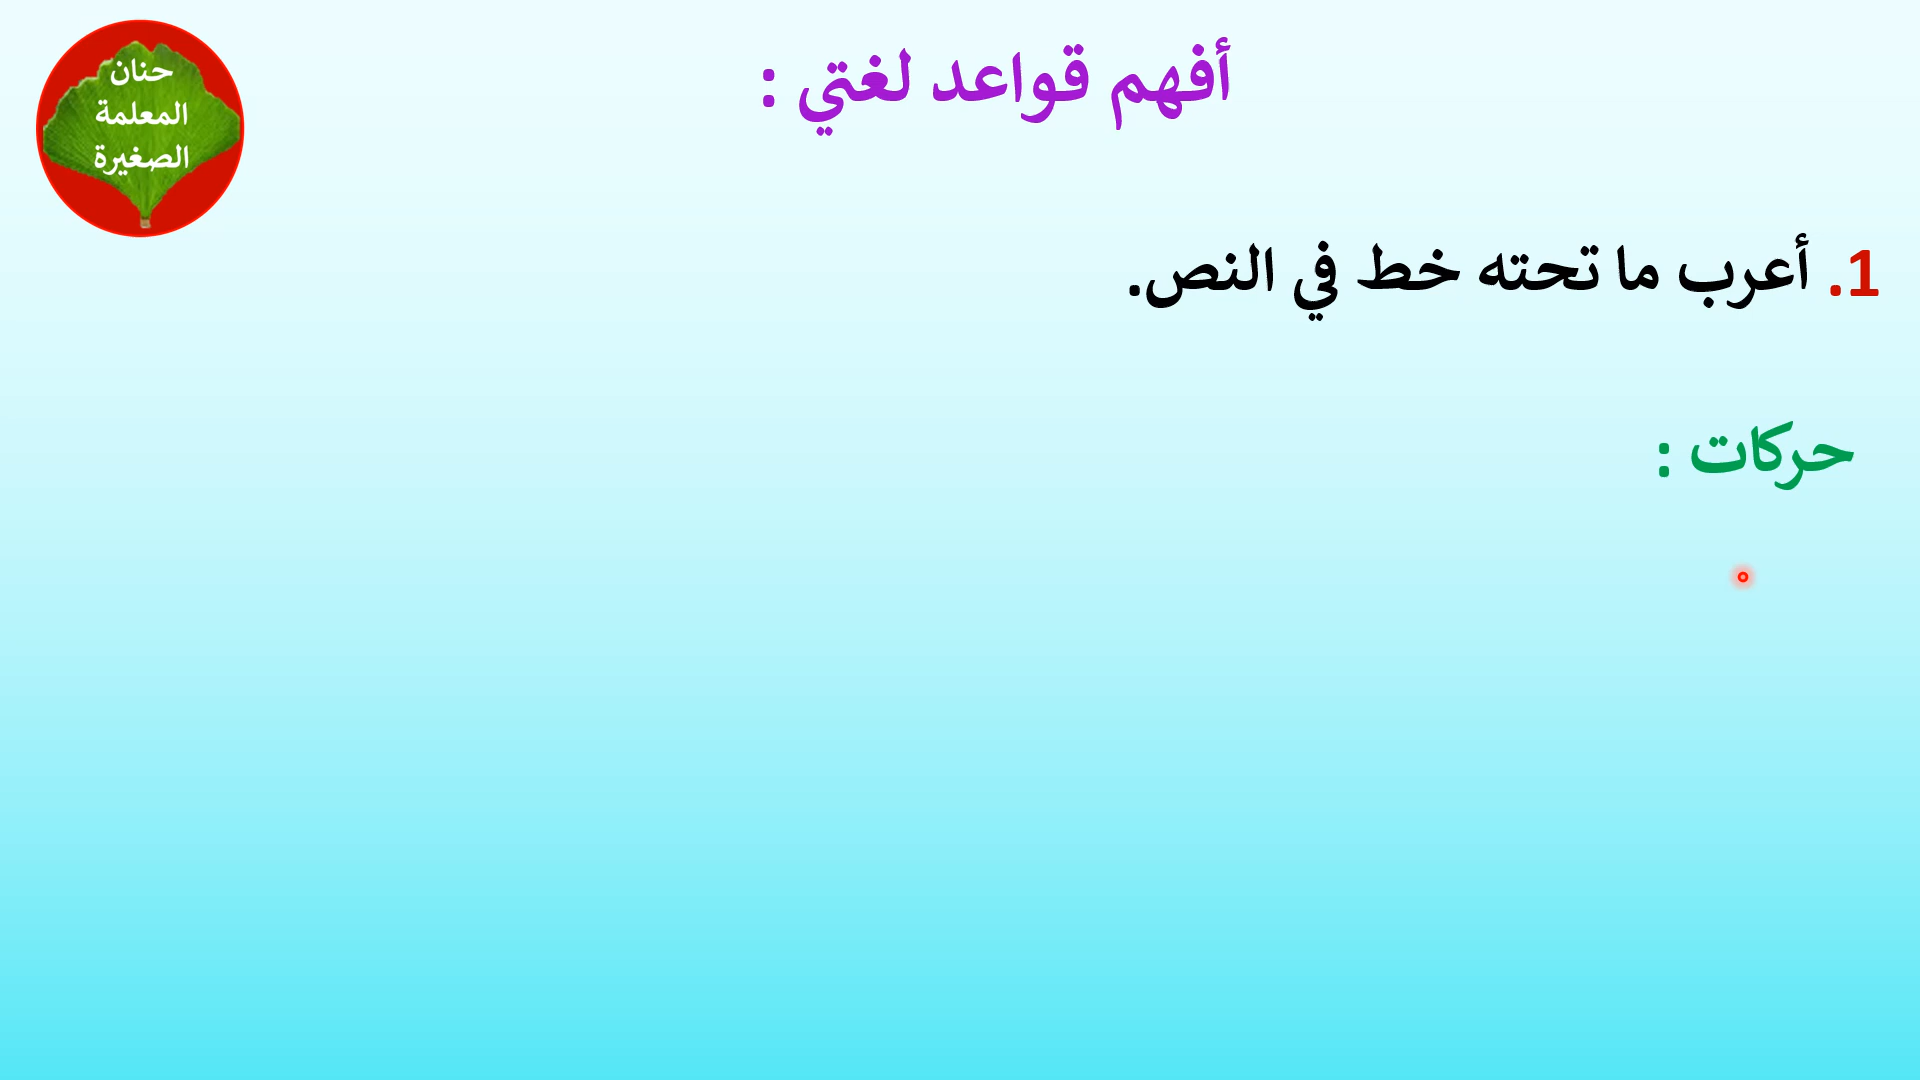 حنان
المعلمة
الصغيرة
أفهم قواعد لغتي :
1. أعرب ما تحته خط في النص.
حركات :